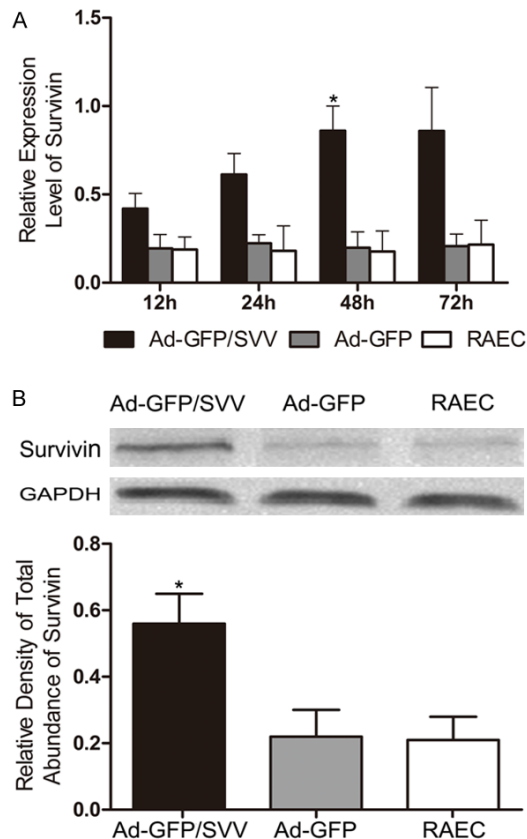 A
Relative Expression
Level of Survivin
1.5
1.0
0.5
0.0
*
12h 24h 48h 72h
Ad-GFP/SVV Ad-GFP RAEC
B
Ad-GFP/SVV Ad-GFP RAEC
Survivin
GAPDH
Relative Density of Total
Abundance of Survivin
0.8
0.6
0.4
0.2
0.0
*
Ad-GFP/SVV Ad-GFP RAEC